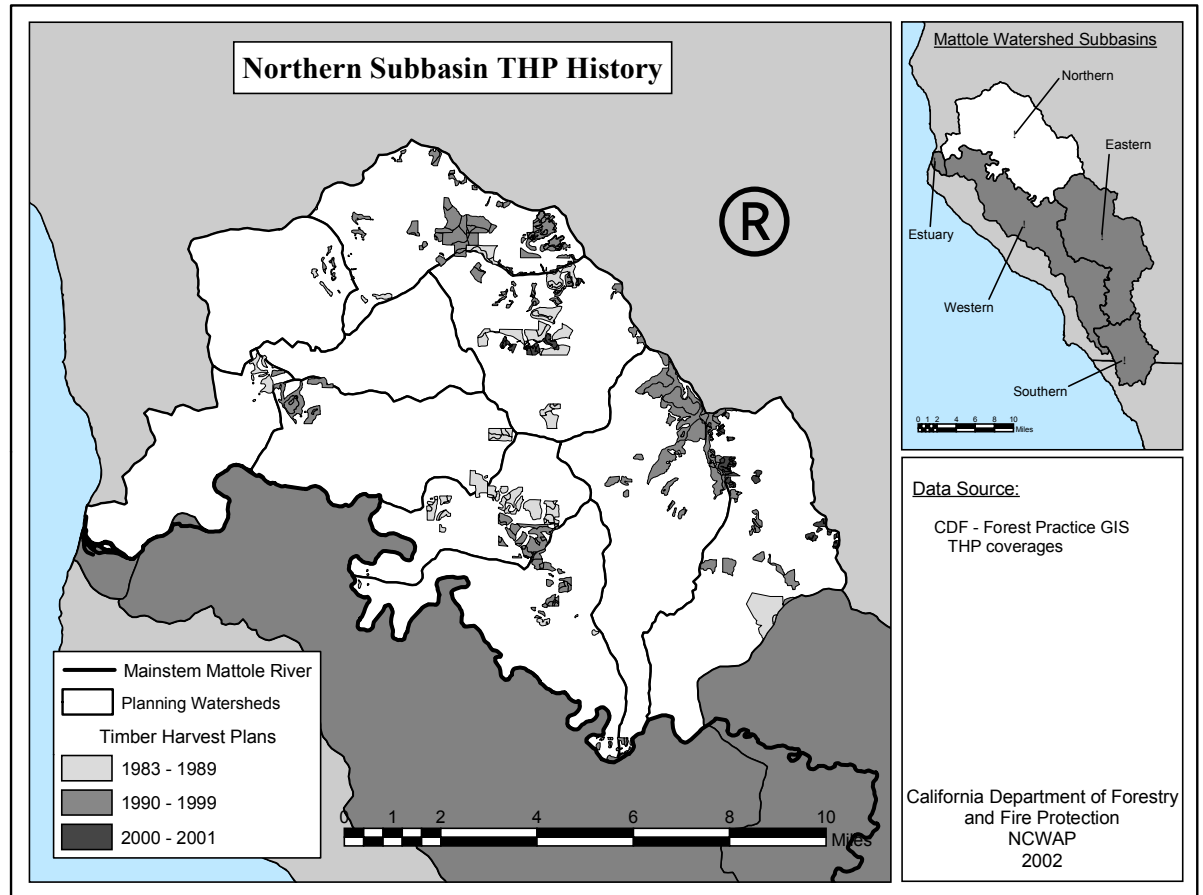 Northern Subbasin THP History
®
Mainstem Mattole River
Planning Watersheds
Timber Harvest Plans
1983 - 1989
1990 - 1999
2000 - 2001
0 1 2 4 6 8 10
Miles
Mattole Watershed Subbasins
Northern
Eastern
Estuary
Western
Southern
0 1 2 4 6 8 10
Miles
Data Source:
CDF - Forest Practice GIS
THP coverages
California Department of Forestry
and Fire Protection
NCWAP
2002